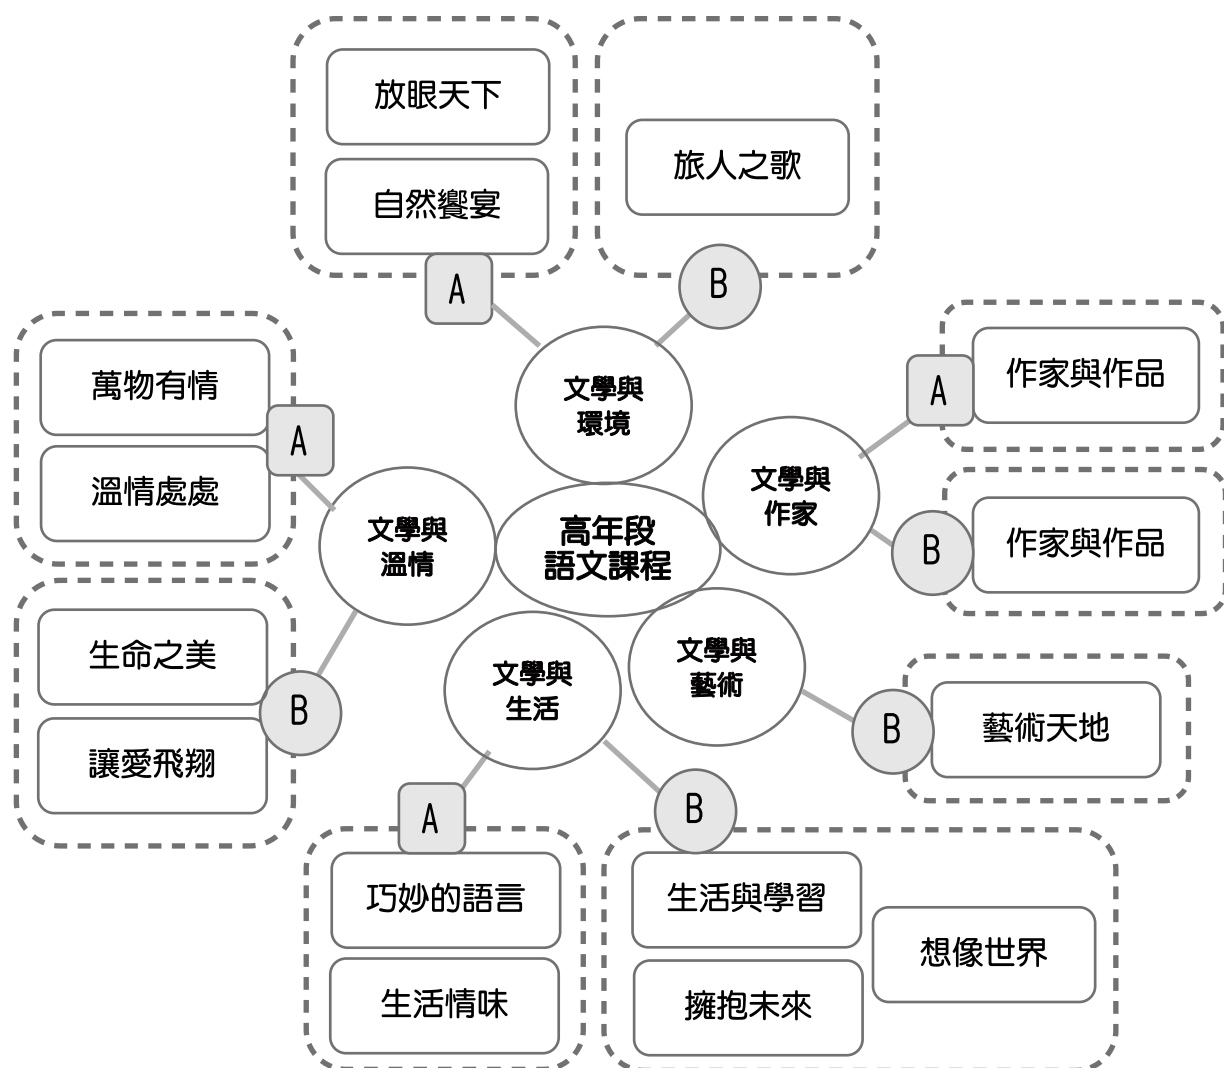 放眼天下
自然饗宴
A
旅人之歌
B
文學與
環境
作家與作品
A
文學與
作家
作家與作品
B
萬物有情
溫情處處
A
文學與
溫情
高年段
語文課程
生命之美
讓愛飛翔
B
文學與
生活
文學與
藝術
藝術天地
B
A
巧妙的語言
生活情味
B
生活與學習
擁抱未來
想像世界